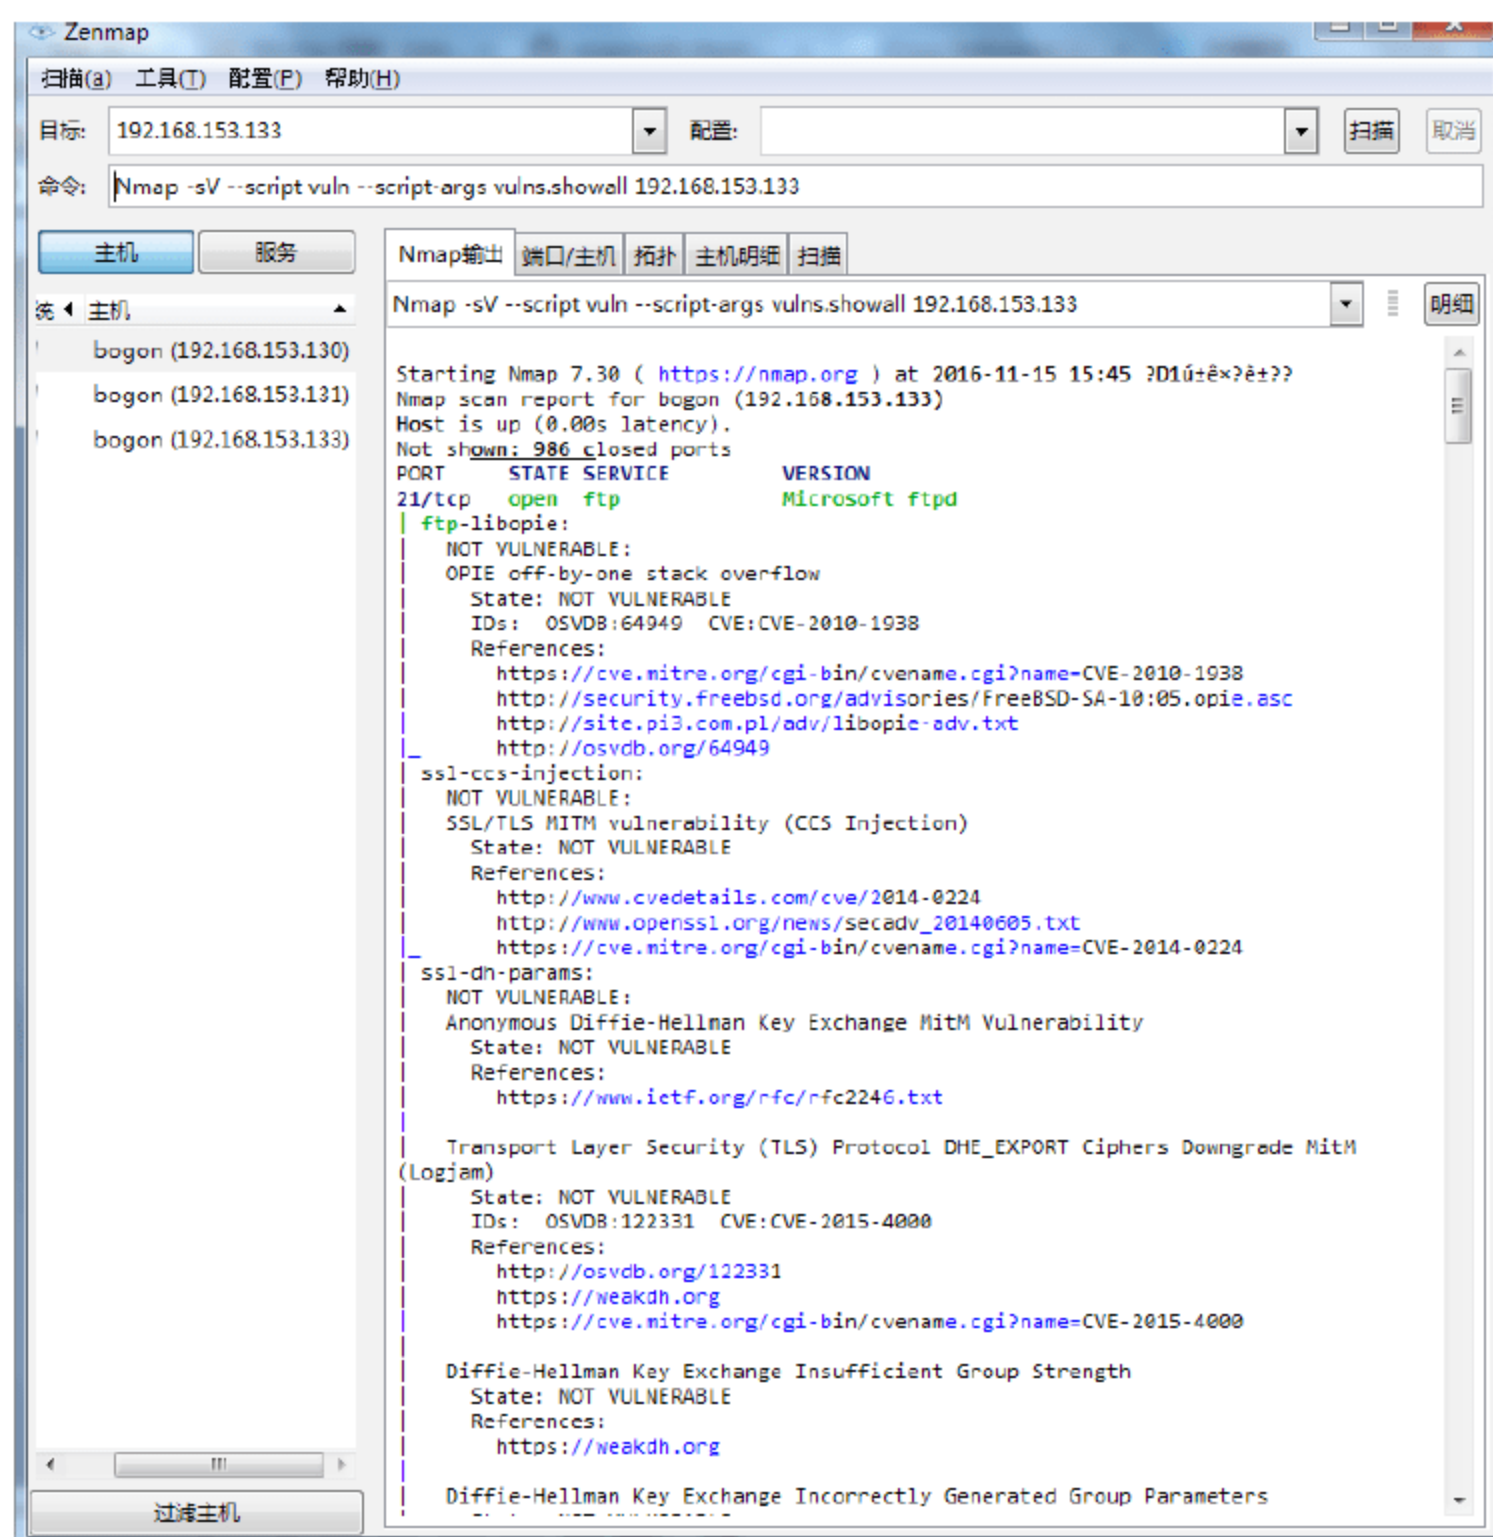 Zenmap
扫描(a) 工具(T) 配置(P) 帮助(H)
目标: 192.168.153.133 配置: 扫描 取消
命令: Nmap -sV --script vuln --script-args vulns.showall 192.168.153.133
主机 服务
Nmap输出 端口/主机 拓扑 主机明细 扫描
统 主机
Nmap -sV --script vuln --script-args vulns.showall 192.168.153.133 明细
bogon (192.168.153.130)
bogon (192.168.153.131)
bogon (192.168.153.133)
Starting Nmap 7.30 ( https://nmap.org ) at 2016-11-15 15:45 ?D1ú±ê×?ê±??
Nmap scan report for bogon (192.168.153.133)
Host is up (0.00s latency).
Not shown: 986 closed ports
PORT STATE SERVICE VERSION
21/tcp open ftp Microsoft ftpd
| ftp-libopie:
| NOT VULNERABLE:
| OPIE off-by-one stack overflow
| State: NOT VULNERABLE
| IDs: OSVDB:64949 CVE:CVE-2010-1938
| References:
| https://cve.mitre.org/cgi-bin/cvename.cgi?name=CVE-2010-1938
| http://security.freebsd.org/advisories/FreeBSD-SA-10:05.opie.asc
| http://site.pi3.com.pl/adv/libopie-adv.txt
|_ http://osvdb.org/64949
| ssl-ccs-injection:
| NOT VULNERABLE:
| SSL/TLS MITM vulnerability (CCS Injection)
| State: NOT VULNERABLE
| References:
| http://www.cvedetails.com/cve/2014-0224
| http://www.openssl.org/news/secadv_20140605.txt
|_ https://cve.mitre.org/cgi-bin/cvename.cgi?name=CVE-2014-0224
| ssl-dh-params:
| NOT VULNERABLE:
| Anonymous Diffie-Hellman Key Exchange MitM Vulnerability
| State: NOT VULNERABLE
| References:
| https://www.ietf.org/rfc/rfc2246.txt
|
| Transport Layer Security (TLS) Protocol DHE_EXPORT Ciphers Downgrade MitM
(Logjam)
| State: NOT VULNERABLE
| IDs: OSVDB:122331 CVE:CVE-2015-4000
| References:
| http://osvdb.org/122331
| https://weakdh.org
| https://cve.mitre.org/cgi-bin/cvename.cgi?name=CVE-2015-4000
|
| Diffie-Hellman Key Exchange Insufficient Group Strength
| State: NOT VULNERABLE
| References:
| https://weakdh.org
|
| Diffie-Hellman Key Exchange Incorrectly Generated Group Parameters
过滤主机